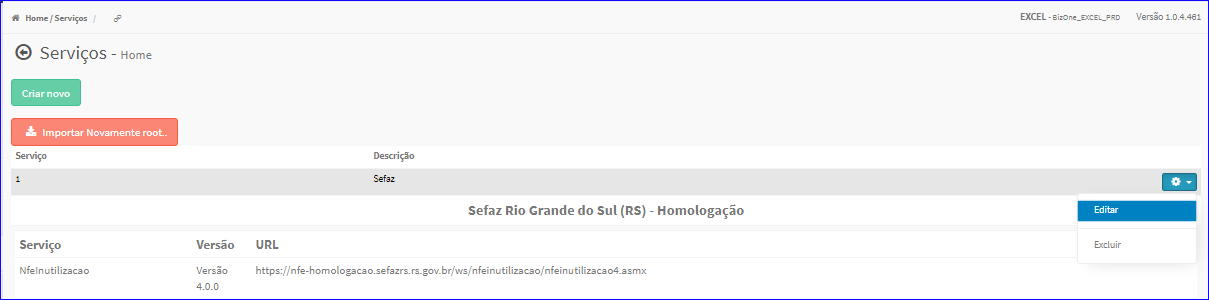 Home / Serviços /
EXCEL - BizOne_EXCEL_PRD Versão 1.0.4.461
Serviços - Home
Criar novo
Importar Novamente root..
Serviço Descrição
1 Sefaz
Sefaz Rio Grande do Sul (RS) - Homologação
Editar
Excluir
Serviço Versão URL
NfeInutilizacao Versão 4.0.0 https://nfe-homologacao.sefazrs.rs.gov.br/ws/nfeinutilizacao/nfeinutilizacao4.asmx